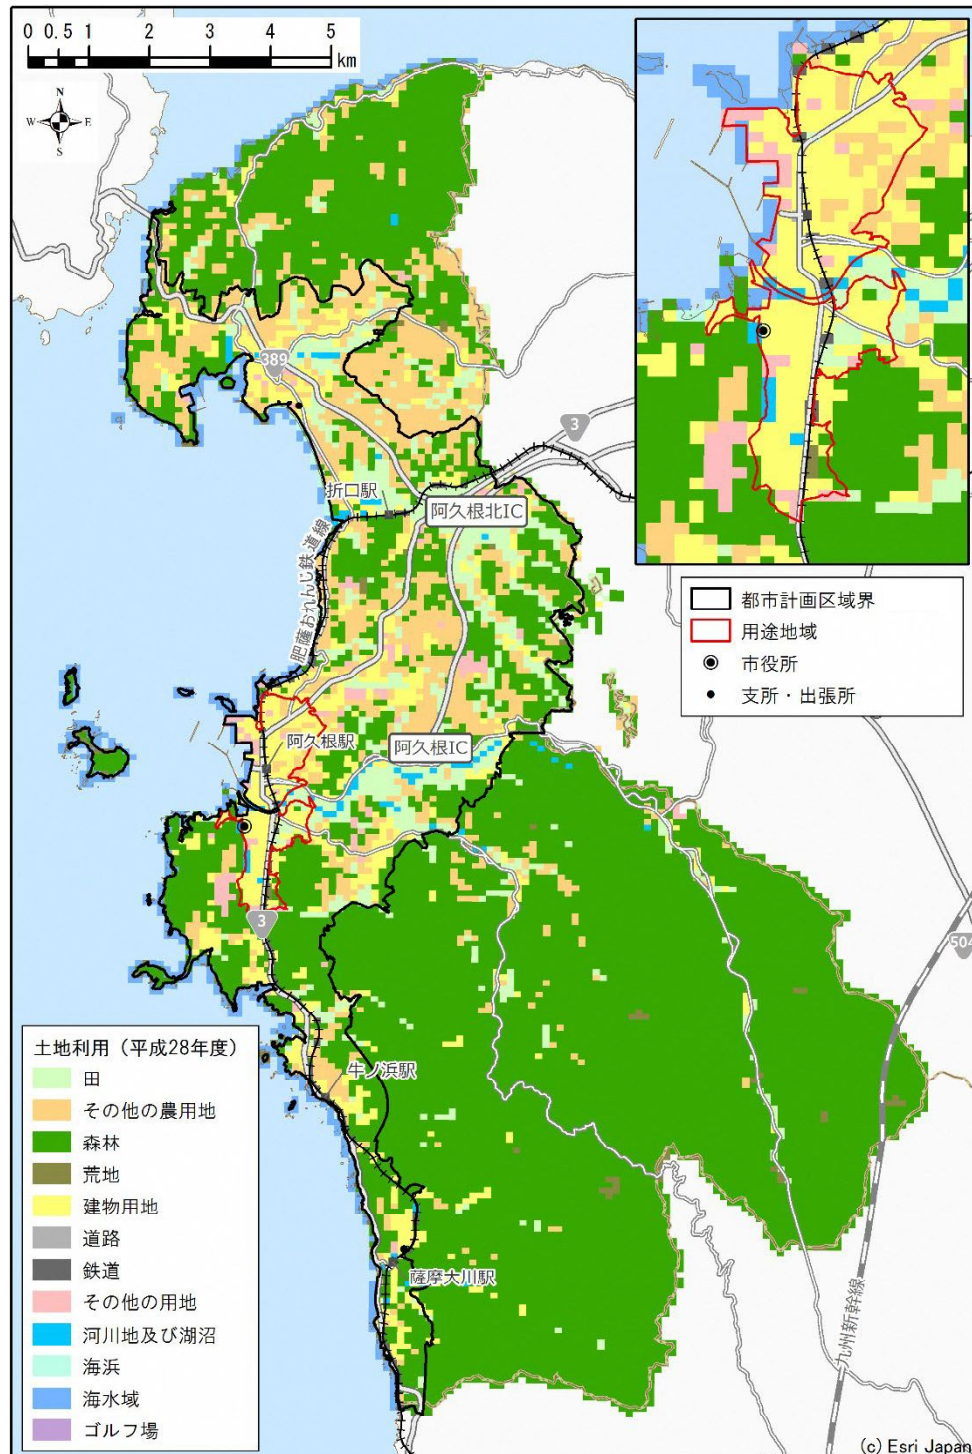 0 0.5 1 2 3 4 5
km
N
W E
S
389
3
折口駅
阿久根北IC
肥薩おれんじ鉄道線
都市計画区域界
用途地域
市役所
支所・出張所
阿久根駅
阿久根IC
3
504
土地利用（平成28年度）
田
その他の農用地
森林
荒地
建物用地
道路
鉄道
その他の用地
河川地及び湖沼
海浜
海水域
ゴルフ場
牛ノ浜駅
薩摩大川駅
九州新幹線
(c) Esri Japan